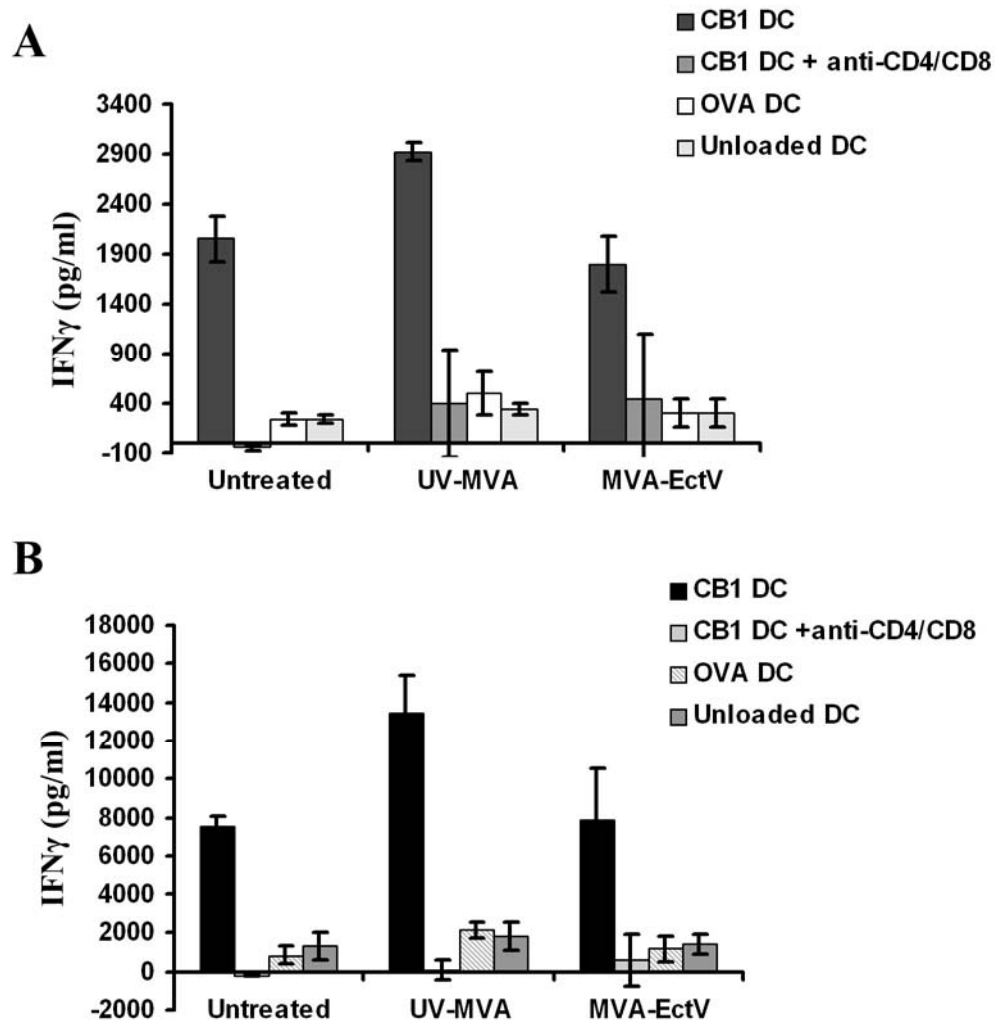 A
CB1 DC
CB1 DC + anti-CD4/CD8
OVA DC
Unloaded DC
IFNγ (pg/ml)
3400
2900
2400
1900
1400
900
400
-100
Untreated
UV-MVA
MVA-EctV
B
CB1 DC
CB1 DC +anti-CD4/CD8
OVA DC
Unloaded DC
IFNγ (pg/ml)
18000
16000
14000
12000
10000
8000
6000
4000
2000
0
-2000
Untreated
UV-MVA
MVA-EctV